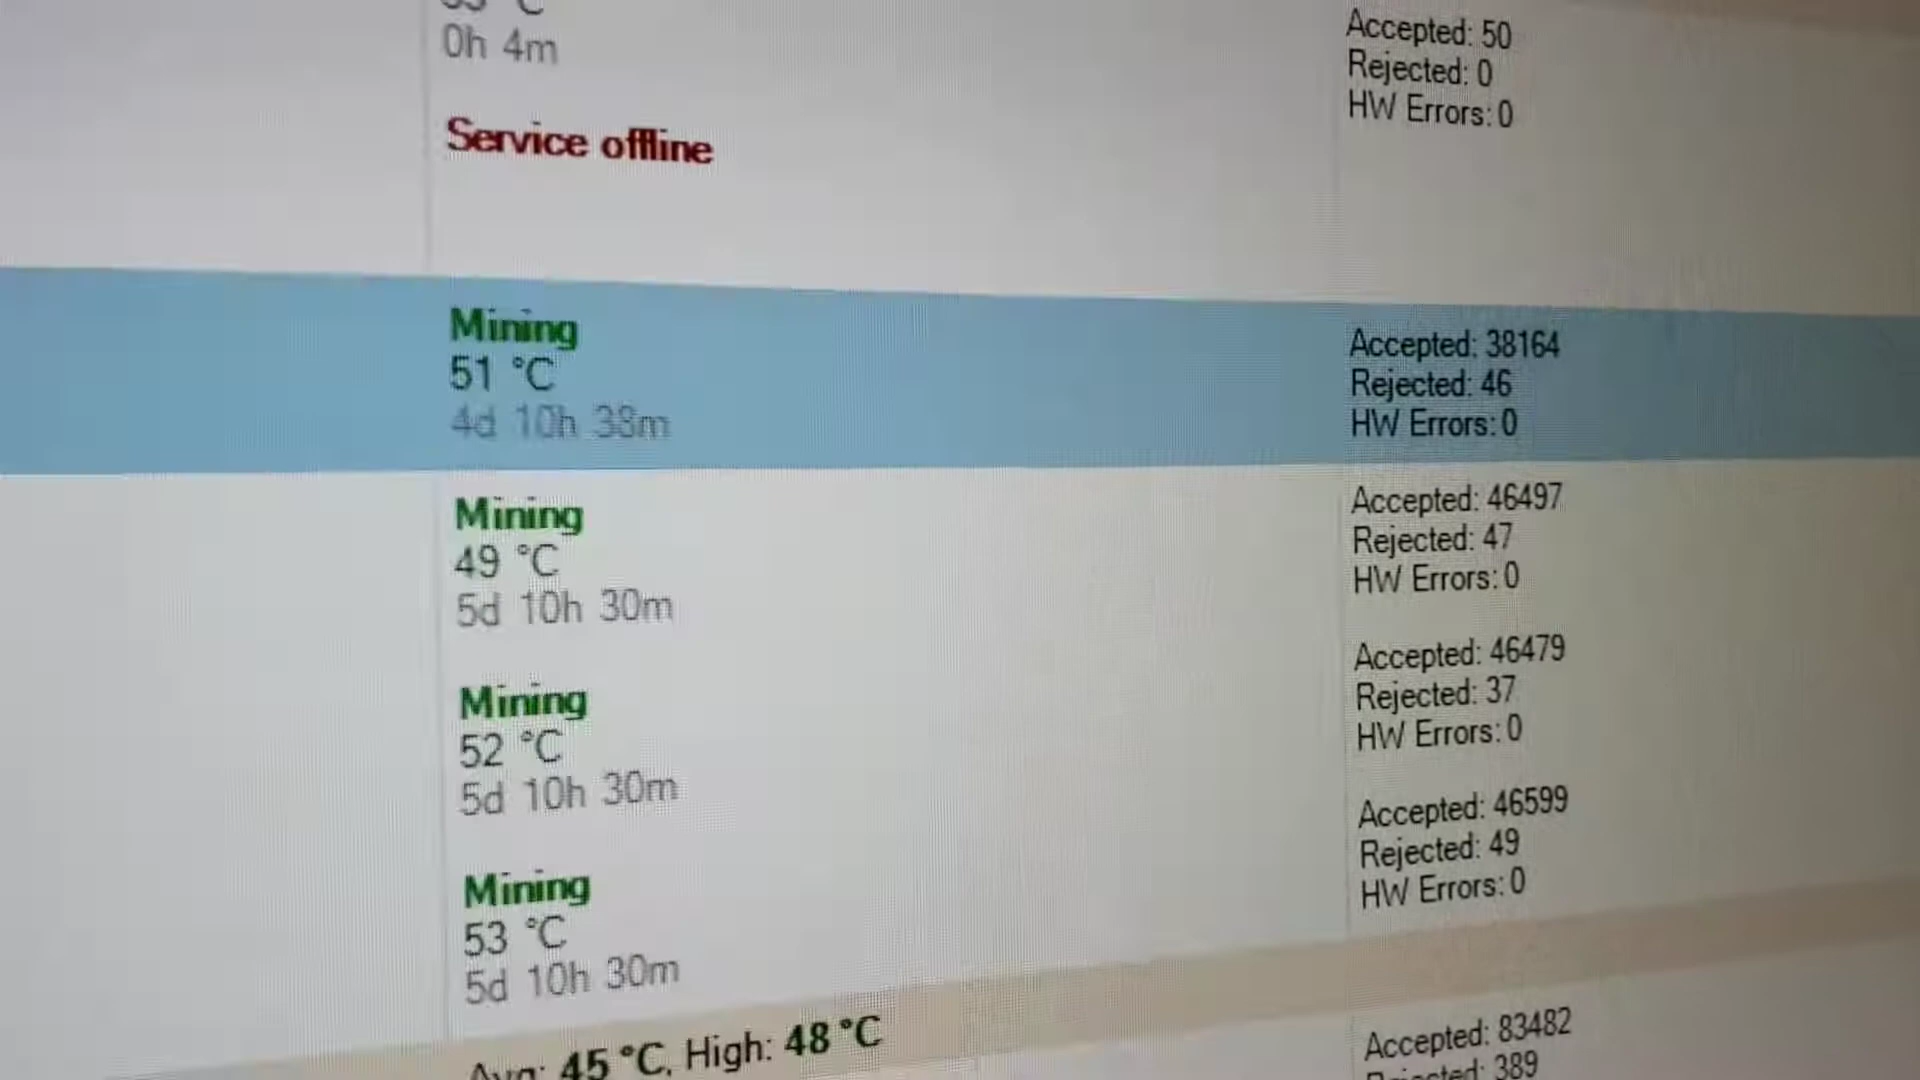 0h 4m
Accepted: 50
Rejected: 0
HW Errors: 0
Service offline
Mining
51 °C
4d 10h 38m
Accepted: 38164
Rejected: 46
HW Errors: 0
Mining
49 °C
5d 10h 30m
Accepted: 46497
Rejected: 47
HW Errors: 0
Mining
52 °C
5d 10h 30m
Accepted: 46479
Rejected: 37
HW Errors: 0
Mining
53 °C
5d 10h 30m
Accepted: 46599
Rejected: 49
HW Errors: 0
Avg: 45 °C, High: 48 °C
Accepted: 83482
Rejected: 389